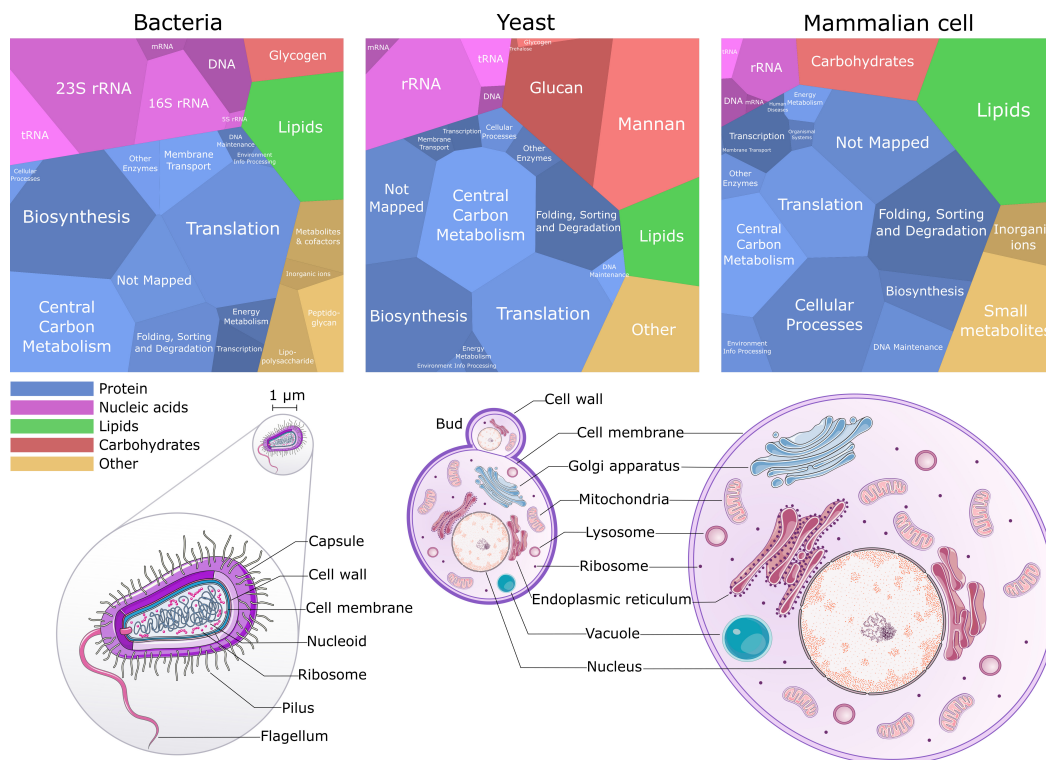 Bacteria
Yeast
Mammalian cell
mRNA
DNA
Glycogen
23S rRNA
16S rRNA
5S rRNA
tRNA
Lipids
DNA
Maintenance
Environment
Info Processing
Other
Enzymes
Membrane
Transport
Cellular
Processes
Biosynthesis
Translation
Metabolites
& cofactors
Inorganic ions
Not Mapped
Central
Carbon
Metabolism
Folding, Sorting
and Degradation
Energy
Metabolism
Transcription
Peptido-
glycan
Lipo-
polysaccharide
mRNA
rRNA
tRNA
DNA
Glycogen
Trehalose
Glucan
Mannan
Transcription
Membrane
Transport
Cellular
Processes
Other
Enzymes
Not
Mapped
Central
Carbon
Metabolism
Folding, Sorting
and Degradation
Lipids
DNA
Maintenance
Biosynthesis
Translation
Other
Energy
Metabolism
Environment Info Processing
tRNA
rRNA
Carbohydrates
Lipids
DNA
mRNA
Human
Diseases
Energy
Metabolism
Transcription
Organismal
Systems
Membrane Transport
Not Mapped
Other
Enzymes
Translation
Folding, Sorting
and Degradation
Inorganic
ions
Central
Carbon
Metabolism
Biosynthesis
Cellular
Processes
Small
metabolites
Environment
Info Processing
DNA Maintenance
Protein
Nucleic acids
Lipids
Carbohydrates
Other
1 µm
Capsule
Cell wall
Cell membrane
Nucleoid
Ribosome
Pilus
Flagellum
Bud
Cell wall
Cell membrane
Golgi apparatus
Mitochondria
Lysosome
Ribosome
Endoplasmic reticulum
Vacuole
Nucleus